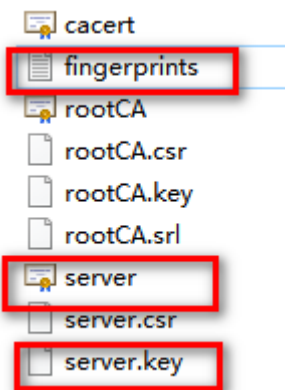 cacert
fingerprints
rootCA
rootCA.csr
rootCA.key
rootCA.srl
server
server.csr
server.key